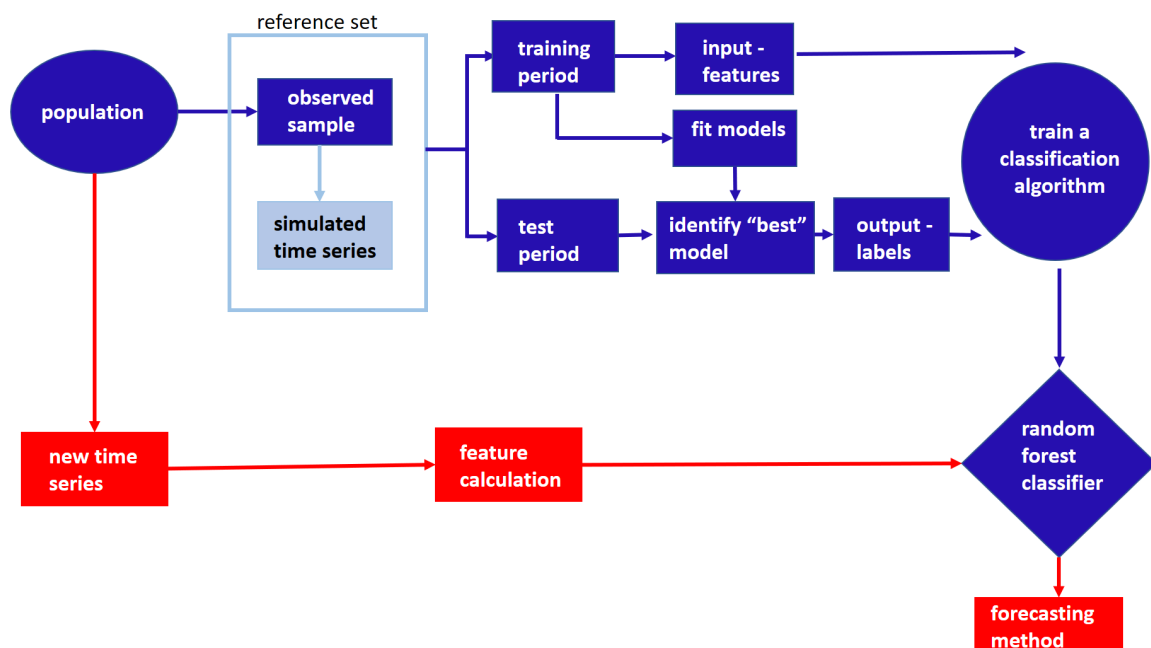 reference set
population
observed
sample
simulated
time series
training
period
input -
features
fit models
test
period
identify “best”
model
output -
labels
train a
classification
algorithm
new time
series
feature
calculation
random
forest
classifier
forecasting
method